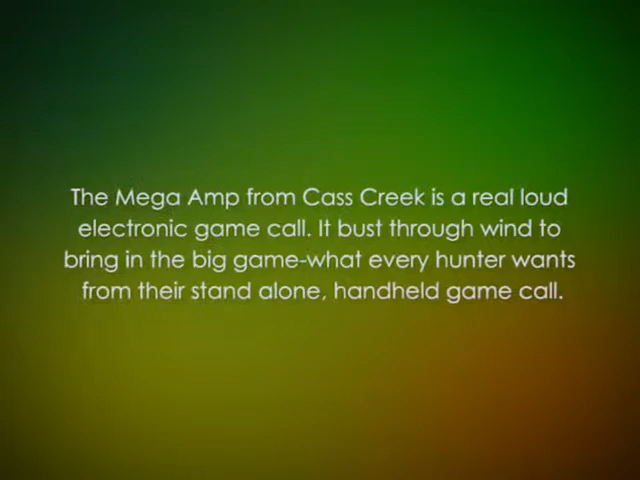 The Mega Amp from Cass Creek is a real loud
electronic game call. It bust through wind to
bring in the big game-what every hunter wants
from their stand alone, handheld game call.